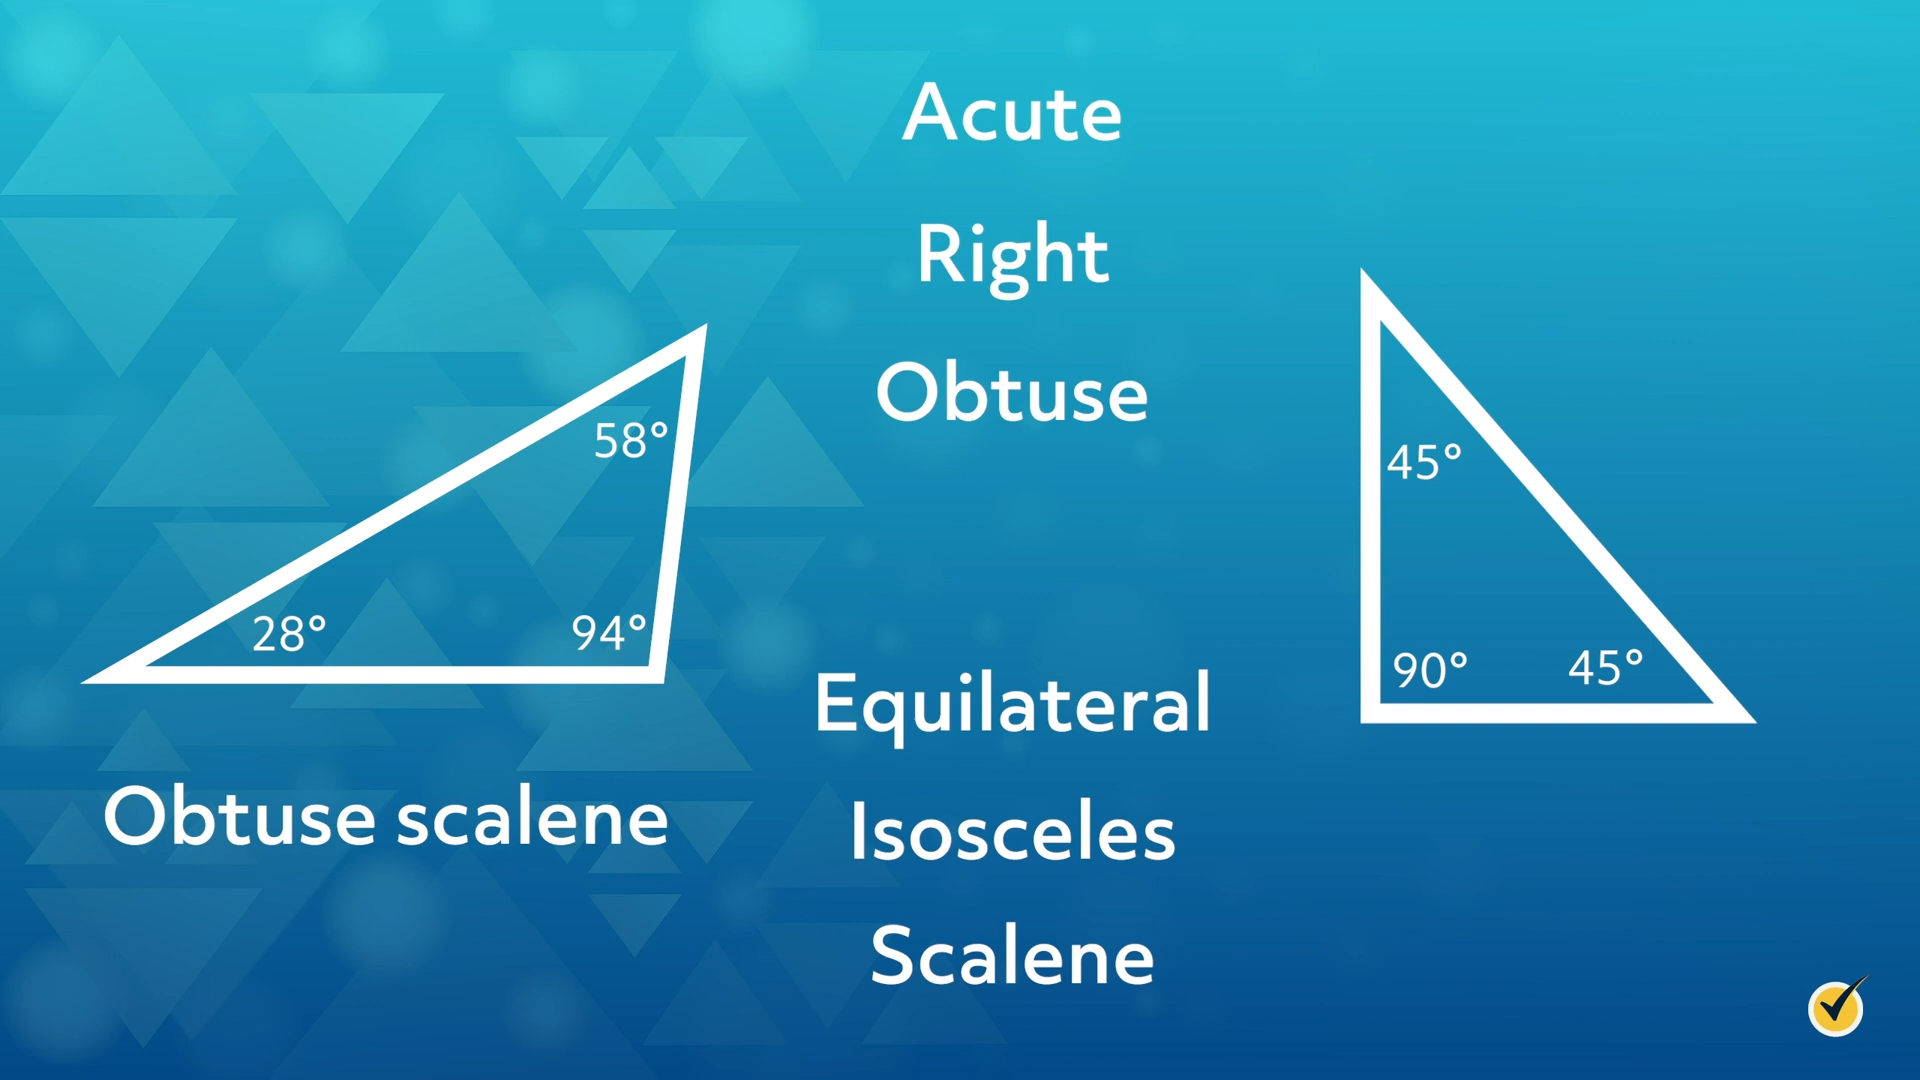 58°
28°
94°
Obtuse scalene
Acute
Right
Obtuse
Equilateral
Isosceles
Scalene
45°
90°
45°